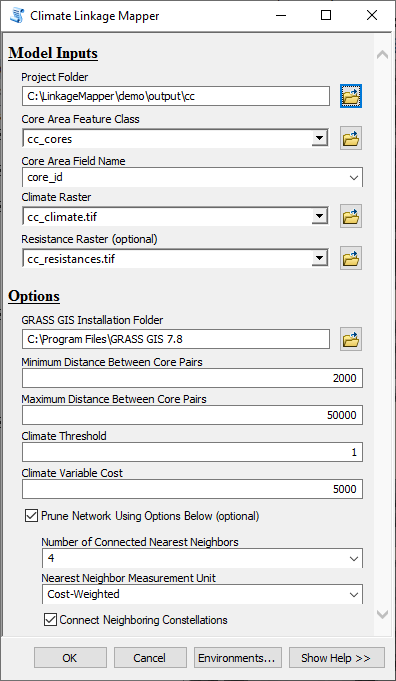 Climate Linkage Mapper
Model Inputs
Project Folder
C:\LinkageMapper\demo\output\cc
Core Area Feature Class
cc_cores
Core Area Field Name
core_id
Climate Raster
cc_climate.tif
Resistance Raster (optional)
cc_resistances.tif
Options
GRASS GIS Installation Folder
C:\Program Files\GRASS GIS 7.8
Minimum Distance Between Core Pairs
2000
Maximum Distance Between Core Pairs
50000
Climate Threshold
1
Climate Variable Cost
5000
Prune Network Using Options Below (optional)
Number of Connected Nearest Neighbors
4
Nearest Neighbor Measurement Unit
Cost-Weighted
Connect Neighboring Constellations
OK Cancel Environments... Show Help >>